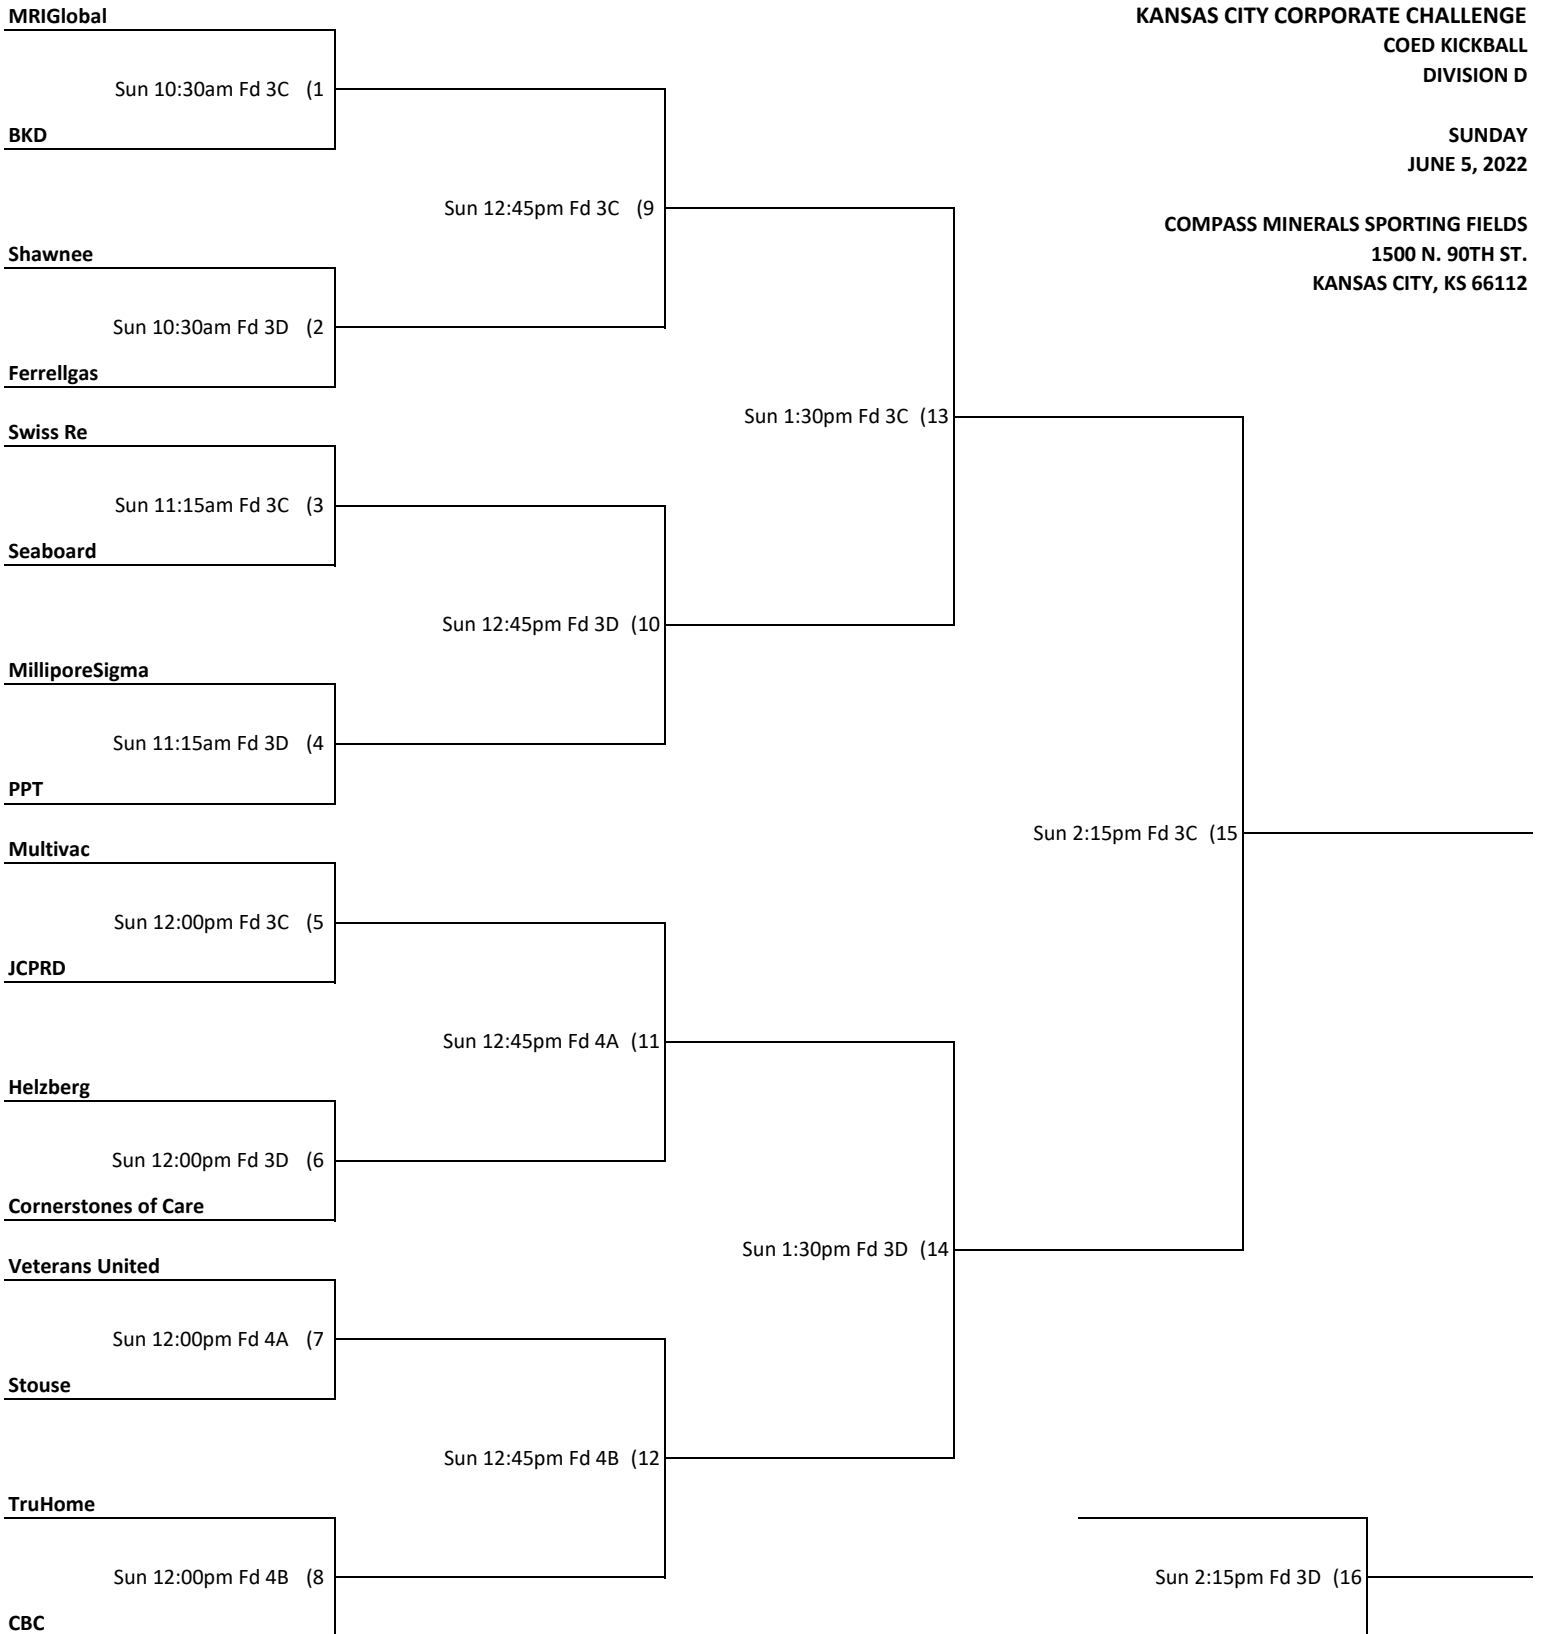 MRIGlobal
KANSAS CITY CORPORATE CHALLENGE
COED KICKBALL
DIVISION D
Sun 10:30am Fd 3C (1
BKD
SUNDAY
JUNE 5, 2022
Sun 12:45pm Fd 3C (9
COMPASS MINERALS SPORTING FIELDS
Shawnee
1500 N. 90TH ST.
KANSAS CITY, KS 66112
Sun 10:30am Fd 3D (2
Ferrellgas
Sun 1:30pm Fd 3C (13
Swiss Re
Sun 11:15am Fd 3C (3
Seaboard
Sun 12:45pm Fd 3D (10
MilliporeSigma
Sun 11:15am Fd 3D (4
PPT
Sun 2:15pm Fd 3C (15
Multivac
Sun 12:00pm Fd 3C (5
JCPRD
Sun 12:45pm Fd 4A (11
Helzberg
Sun 12:00pm Fd 3D (6
Cornerstones of Care
Sun 1:30pm Fd 3D (14
Veterans United
Sun 12:00pm Fd 4A (7
Stouse
Sun 12:45pm Fd 4B (12
TruHome
Sun 12:00pm Fd 4B (8
Sun 2:15pm Fd 3D (16
CBC